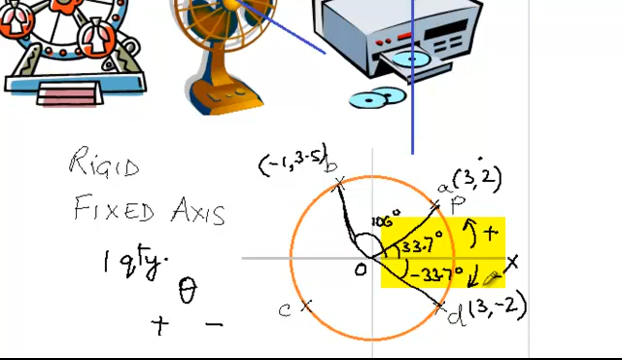 RIGID
FIXED AXIS
1 qty.
θ
+ −
(-1, 3.5) b
a (3, 2)
P
106°
33.7°
+
O
-33.7°
X
c
d (3, -2)